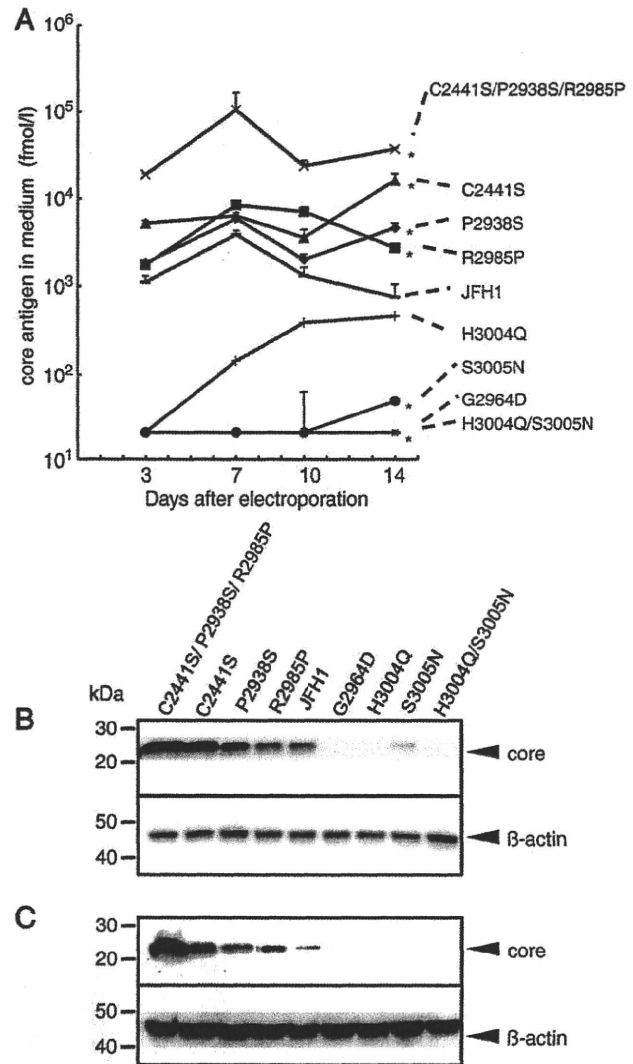 A
core antigen in medium (fmol/l)
10⁶
10⁵
10⁴
10³
10²
10¹
3 7 10 14
Days after electroporation
C2441S/P2938S/R2985P
*
C2441S
*
P2938S
*
R2985P
*
JFH1
H3004Q
S3005N
*
G2964D
H3004Q/S3005N
*
C2441S/ P2938S/ R2985P
C2441S
P2938S
R2985P
JFH1
G2964D
H3004Q
S3005N
H3004Q/S3005N
kDa
B
30
20
core
50
40
ß-actin
C
30
20
core
50
40
ß-actin